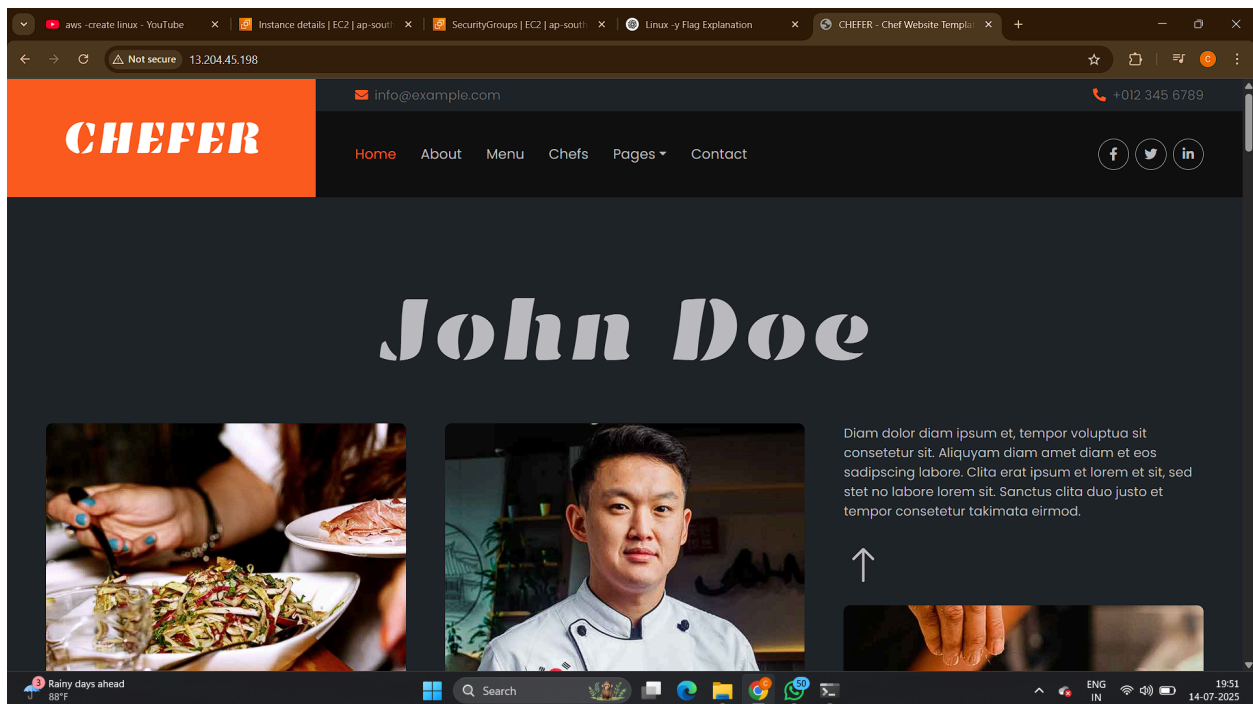 aws -create linux - YouTube
Instance details | EC2 | ap-south
SecurityGroups | EC2 | ap-south
Linux -y Flag Explanation
CHEFER - Chef Website Templa
Not secure
13.204.45.198
C
info@example.com
+012 345 6789
CHEFER
Home
About
Menu
Chefs
Pages
Contact
John Doe
Diam dolor diam ipsum et, tempor voluptua sit
consetetur sit. Aliquyam diam amet diam et eos
sadipscing labore. Clita erat ipsum et lorem et sit, sed
stet no labore lorem sit. Sanctus clita duo justo et
tempor consetetur takimata eirmod.
3
Rainy days ahead
88°F
Search
C
50
ENG
IN
19:51
14-07-2025